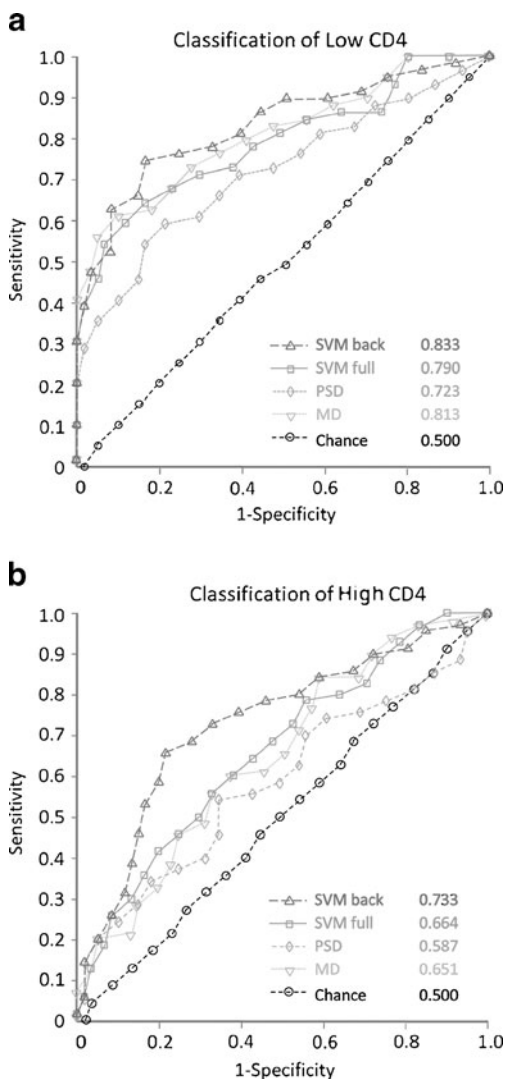 a
Classification of Low CD4
1.0
0.9
0.8
0.7
0.6
0.5
0.4
0.3
0.2
0.1
0
Sensitivity
SVM back 0.833
SVM full 0.790
PSD 0.723
MD 0.813
Chance 0.500
0 0.2 0.4 0.6 0.8 1.0
1-Specificity
b
Classification of High CD4
1.0
0.9
0.8
0.7
0.6
0.5
0.4
0.3
0.2
0.1
0
Sensitivity
SVM back 0.733
SVM full 0.664
PSD 0.587
MD 0.651
Chance 0.500
0 0.2 0.4 0.6 0.8 1.0
1-Specificity